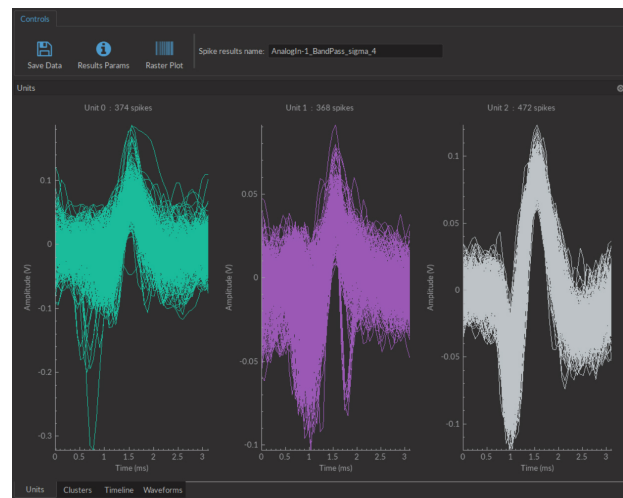 Controls
Save Data Results Params Raster Plot Spike results name: AnalogIn-1_BandPass_sigma_4
Units
Unit 0 : 374 spikes Unit 1 : 368 spikes Unit 2 : 472 spikes
Amplitude (V) 0.1 0 -0.1 -0.2 -0.3
Amplitude (V) 0.05 0 -0.05 -0.1
Amplitude (V) 0.1 0.05 0 -0.05 -0.1
0 0.5 1 1.5 2 2.5 3 0 0.5 1 1.5 2 2.5 3 0 0.5 1 1.5 2 2.5 3
Time (ms) Time (ms) Time (ms)
Units Clusters Timeline Waveforms